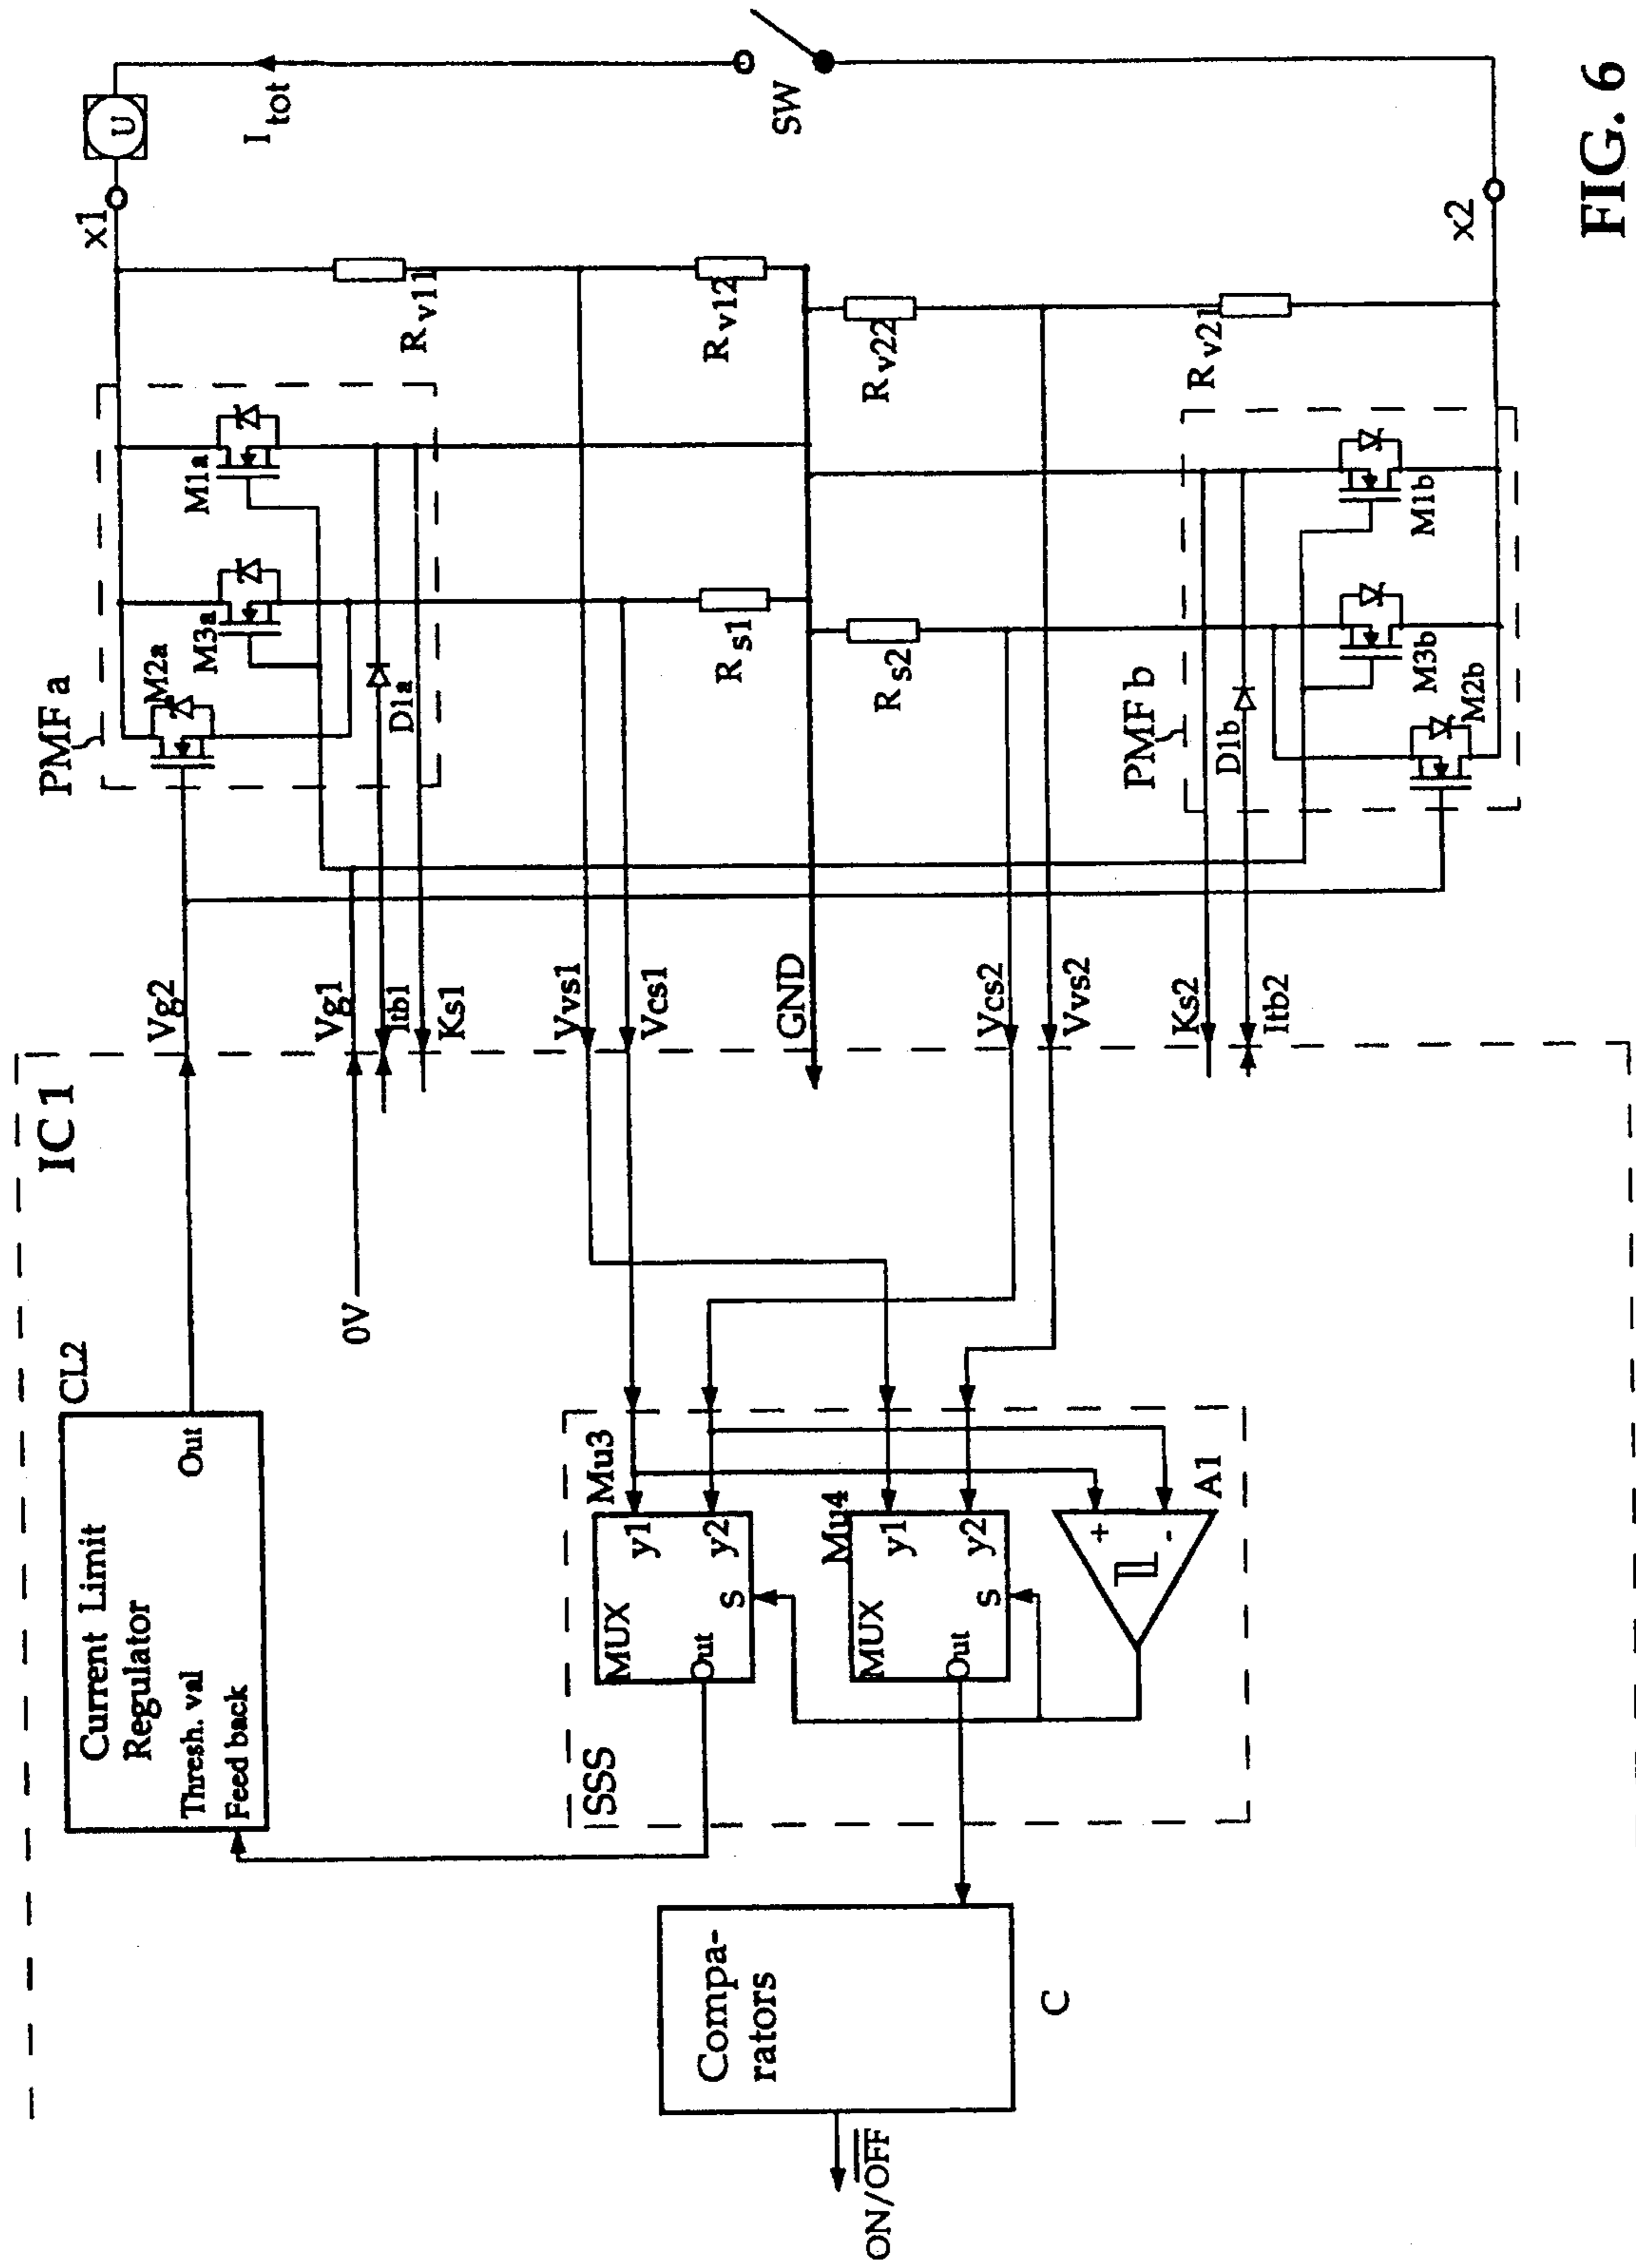 IC 1
CL2
Current Limit
Regulator
Thresh. val
Feed back
Out
0V
Vg2
Vg1
Itb1
Ks1
Vvs1
Vcs1
GND
Vcs2
Vvs2
Ks2
Itb2
PMFa
M2a
M3a
M1a
D1a
x1
U
I tot
SW
R v11
R v12
R v22
R v21
R s1
R s2
x2
PMFb
D1b
M1b
M3b
M2b
SSS
Mu3
MUX
y1
y2
s
Out
Mu4
MUX
y1
y2
s
Out
A1
+
-
Compa-
rators
C
ON/OFF
FIG. 6